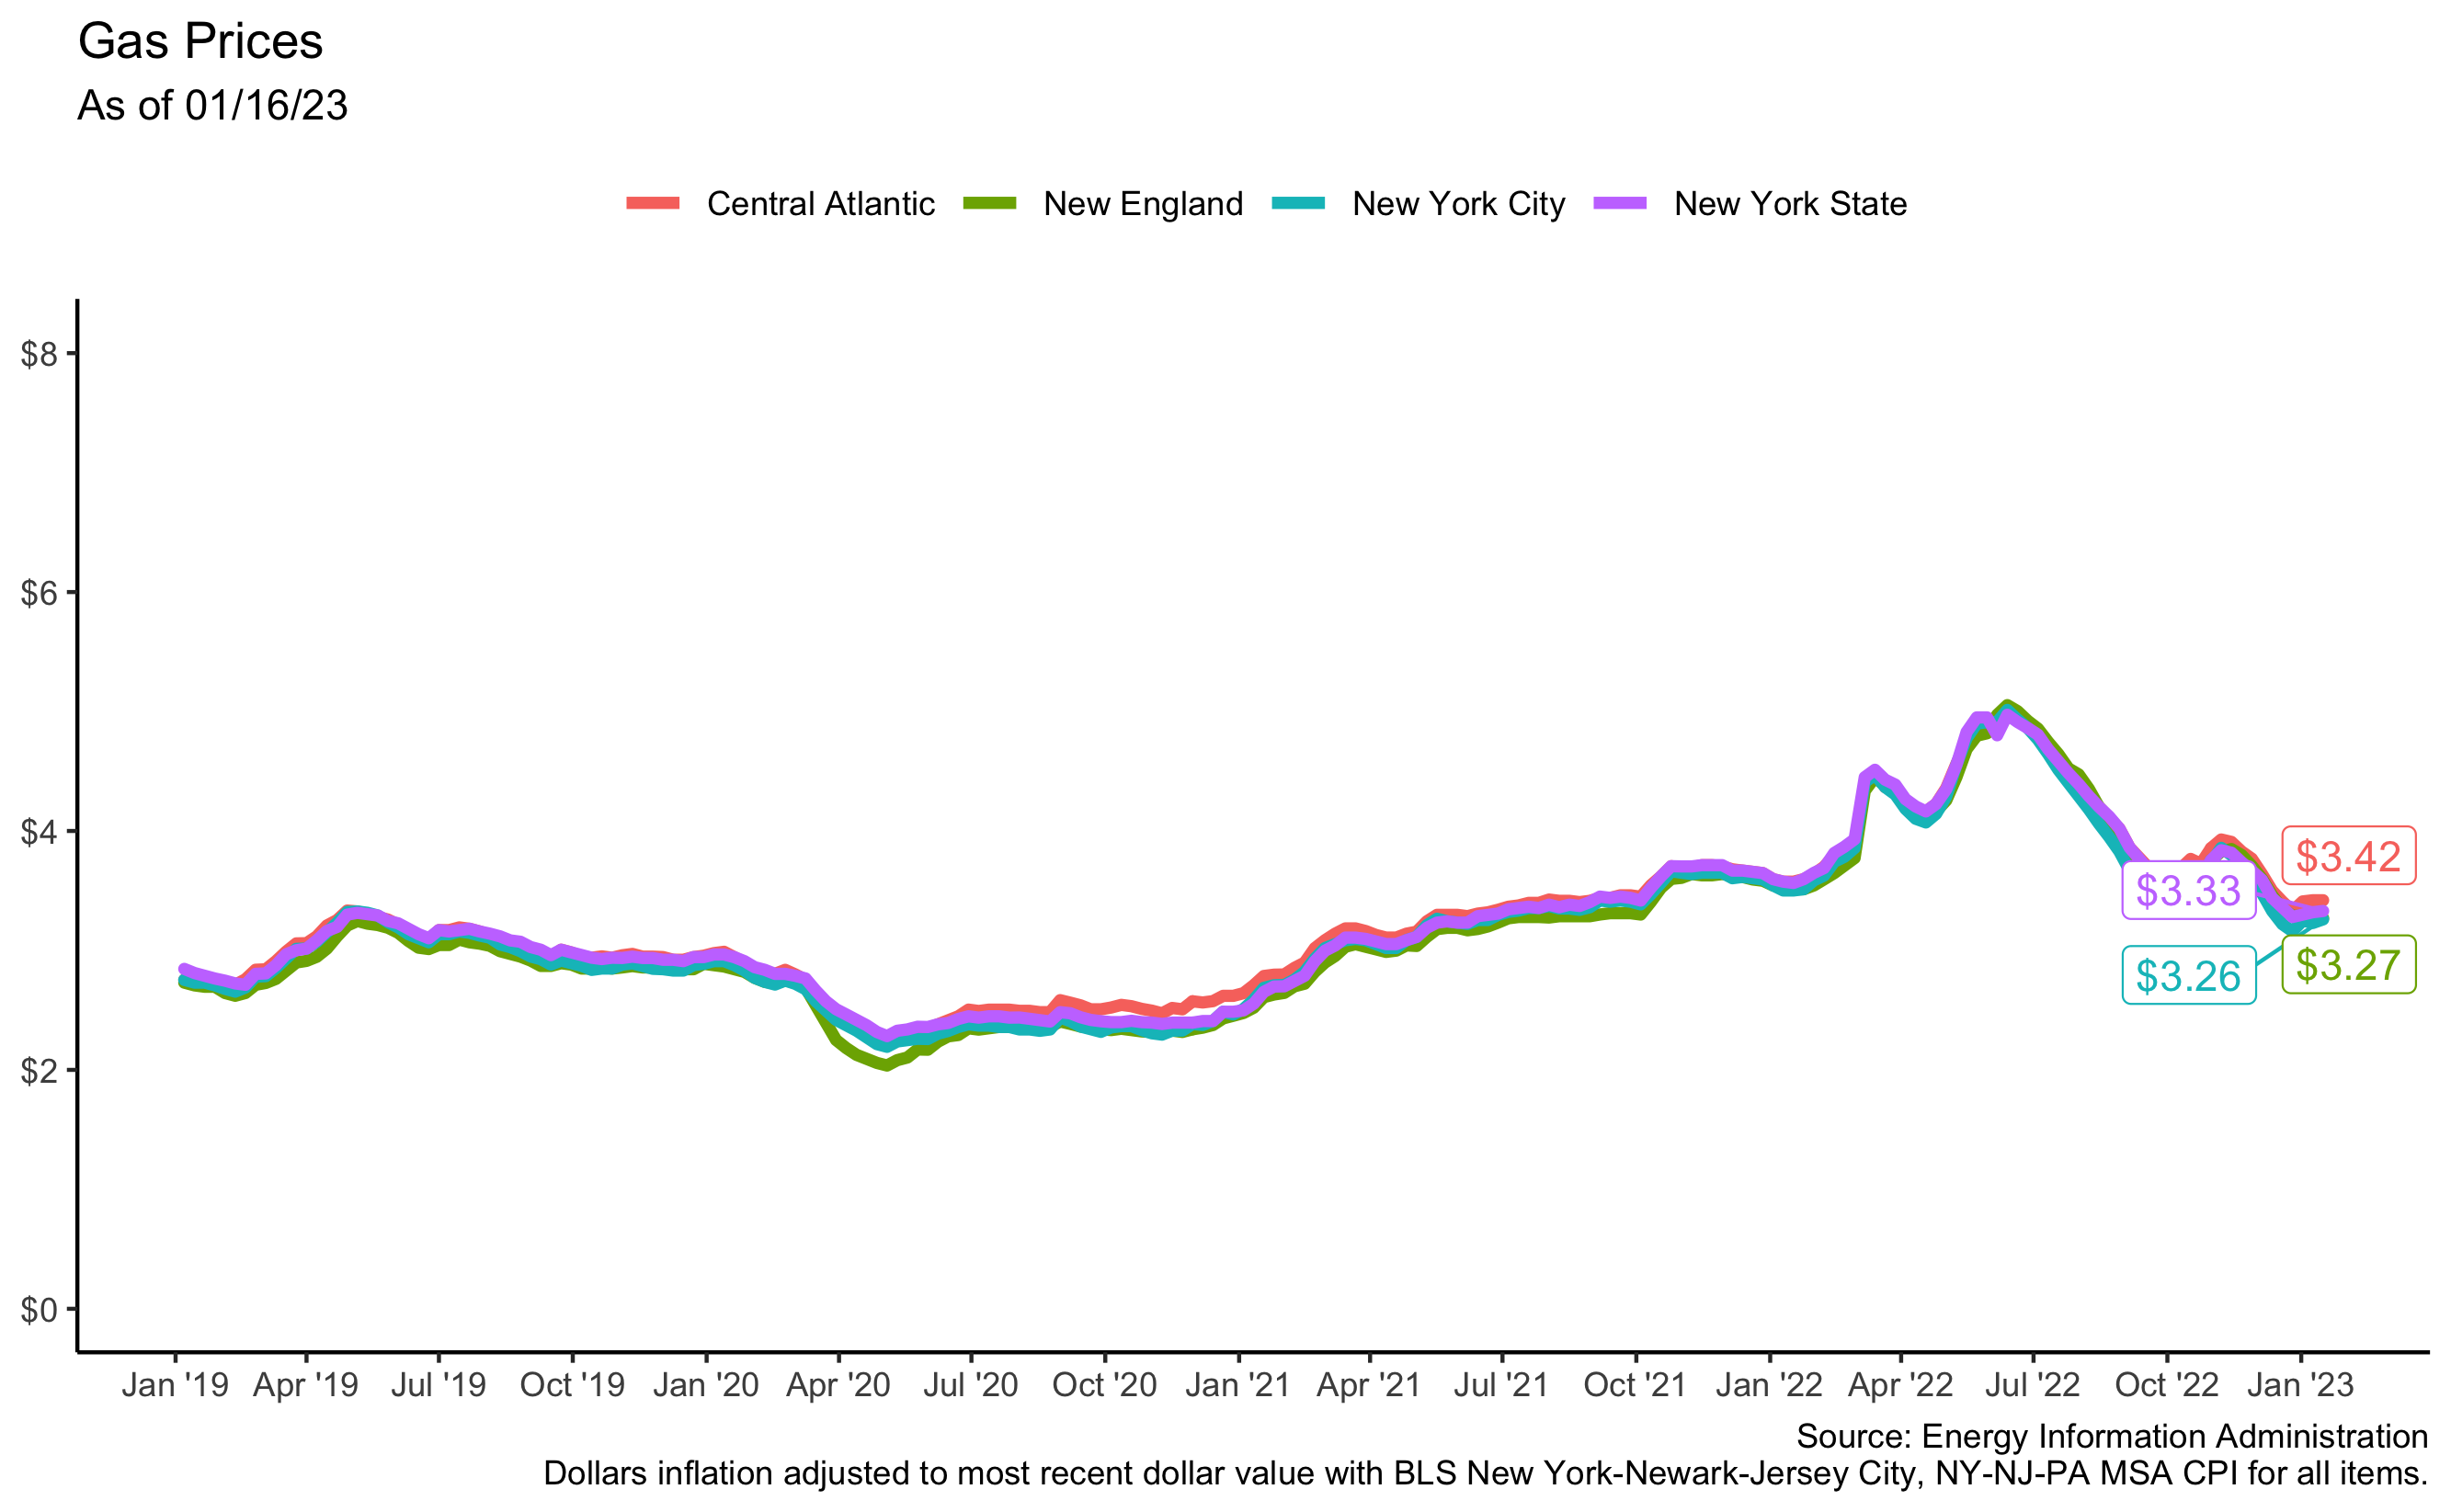 Gas Prices
As of 01/16/23
Central Atlantic New England New York City New York State
$8
$6
$4
$2
$0
$3.42
$3.33
$3.27
$3.26
Jan '19 Apr '19 Jul '19 Oct '19 Jan '20 Apr '20 Jul '20 Oct '20 Jan '21 Apr '21 Jul '21 Oct '21 Jan '22 Apr '22 Jul '22 Oct '22 Jan '23
Source: Energy Information Administration
Dollars inflation adjusted to most recent dollar value with BLS New York-Newark-Jersey City, NY-NJ-PA MSA CPI for all items.